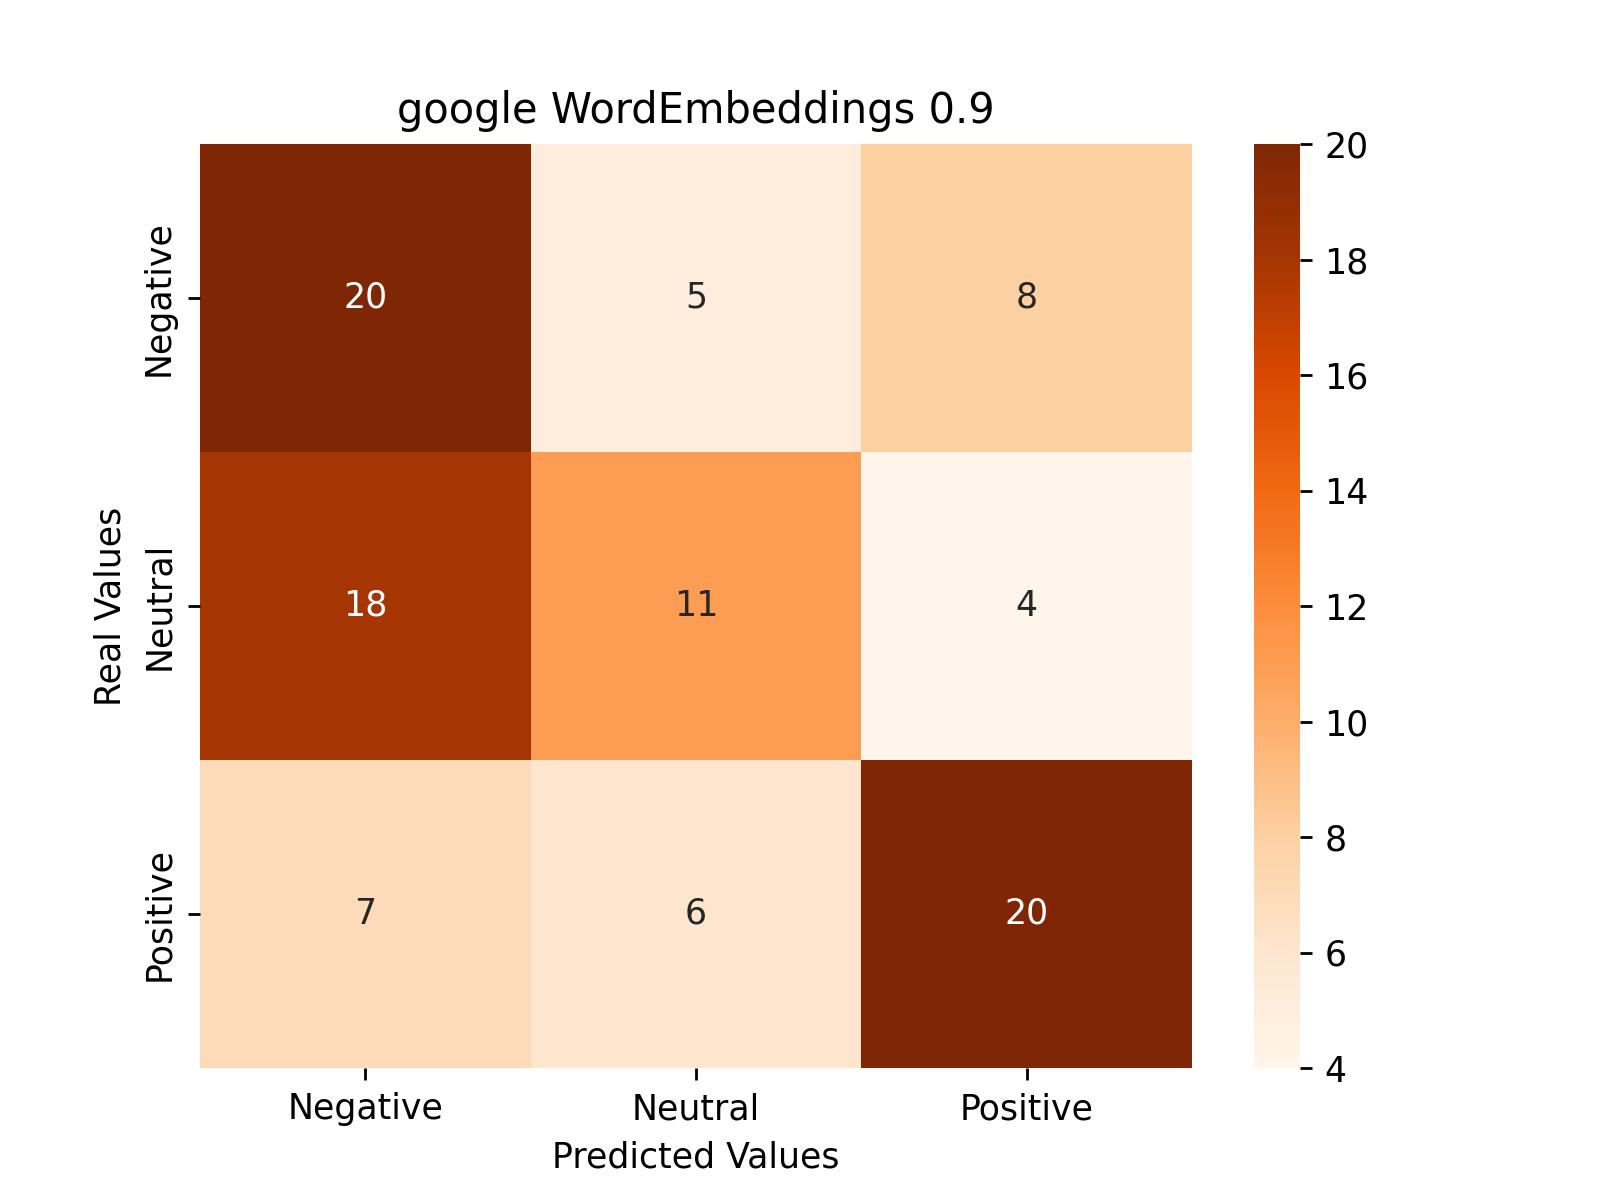 google WordEmbeddings 0.9
Real Values
Negative
Neutral
Positive
20 5 8
18 11 4
7 6 20
Negative Neutral Positive
Predicted Values
20
18
16
14
12
10
8
6
4